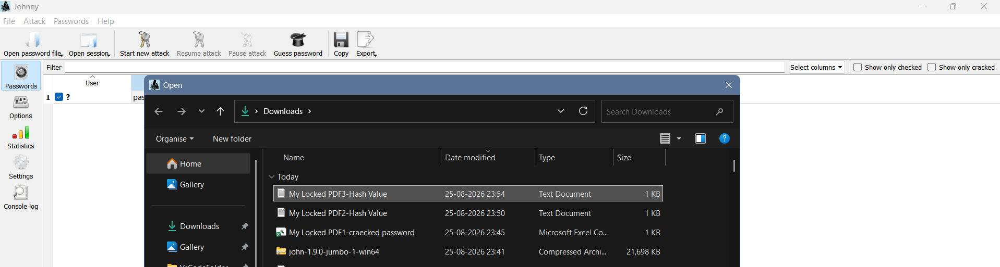 Johnny
File Attack Passwords Help
Open password file Open session Start new attack Resume attack Pause attack Guess password Copy Export
Filter Select columns Show only checked Show only cracked
Passwords
Options
Statistics
Settings
Console log
User
1 ? pas
Open
Downloads
Search Downloads
Organise New folder
Home
Gallery
Downloads
Gallery
Name Date modified Type Size
Today
My Locked PDF3-Hash Value 25-08-2026 23:54 Text Document 1 KB
My Locked PDF2-Hash Value 25-08-2026 23:50 Text Document 1 KB
My Locked PDF1-craecked password 25-08-2026 23:45 Microsoft Excel Co... 1 KB
john-1.9.0-jumbo-1-win64 25-08-2026 23:41 Compressed Archi... 21,698 KB